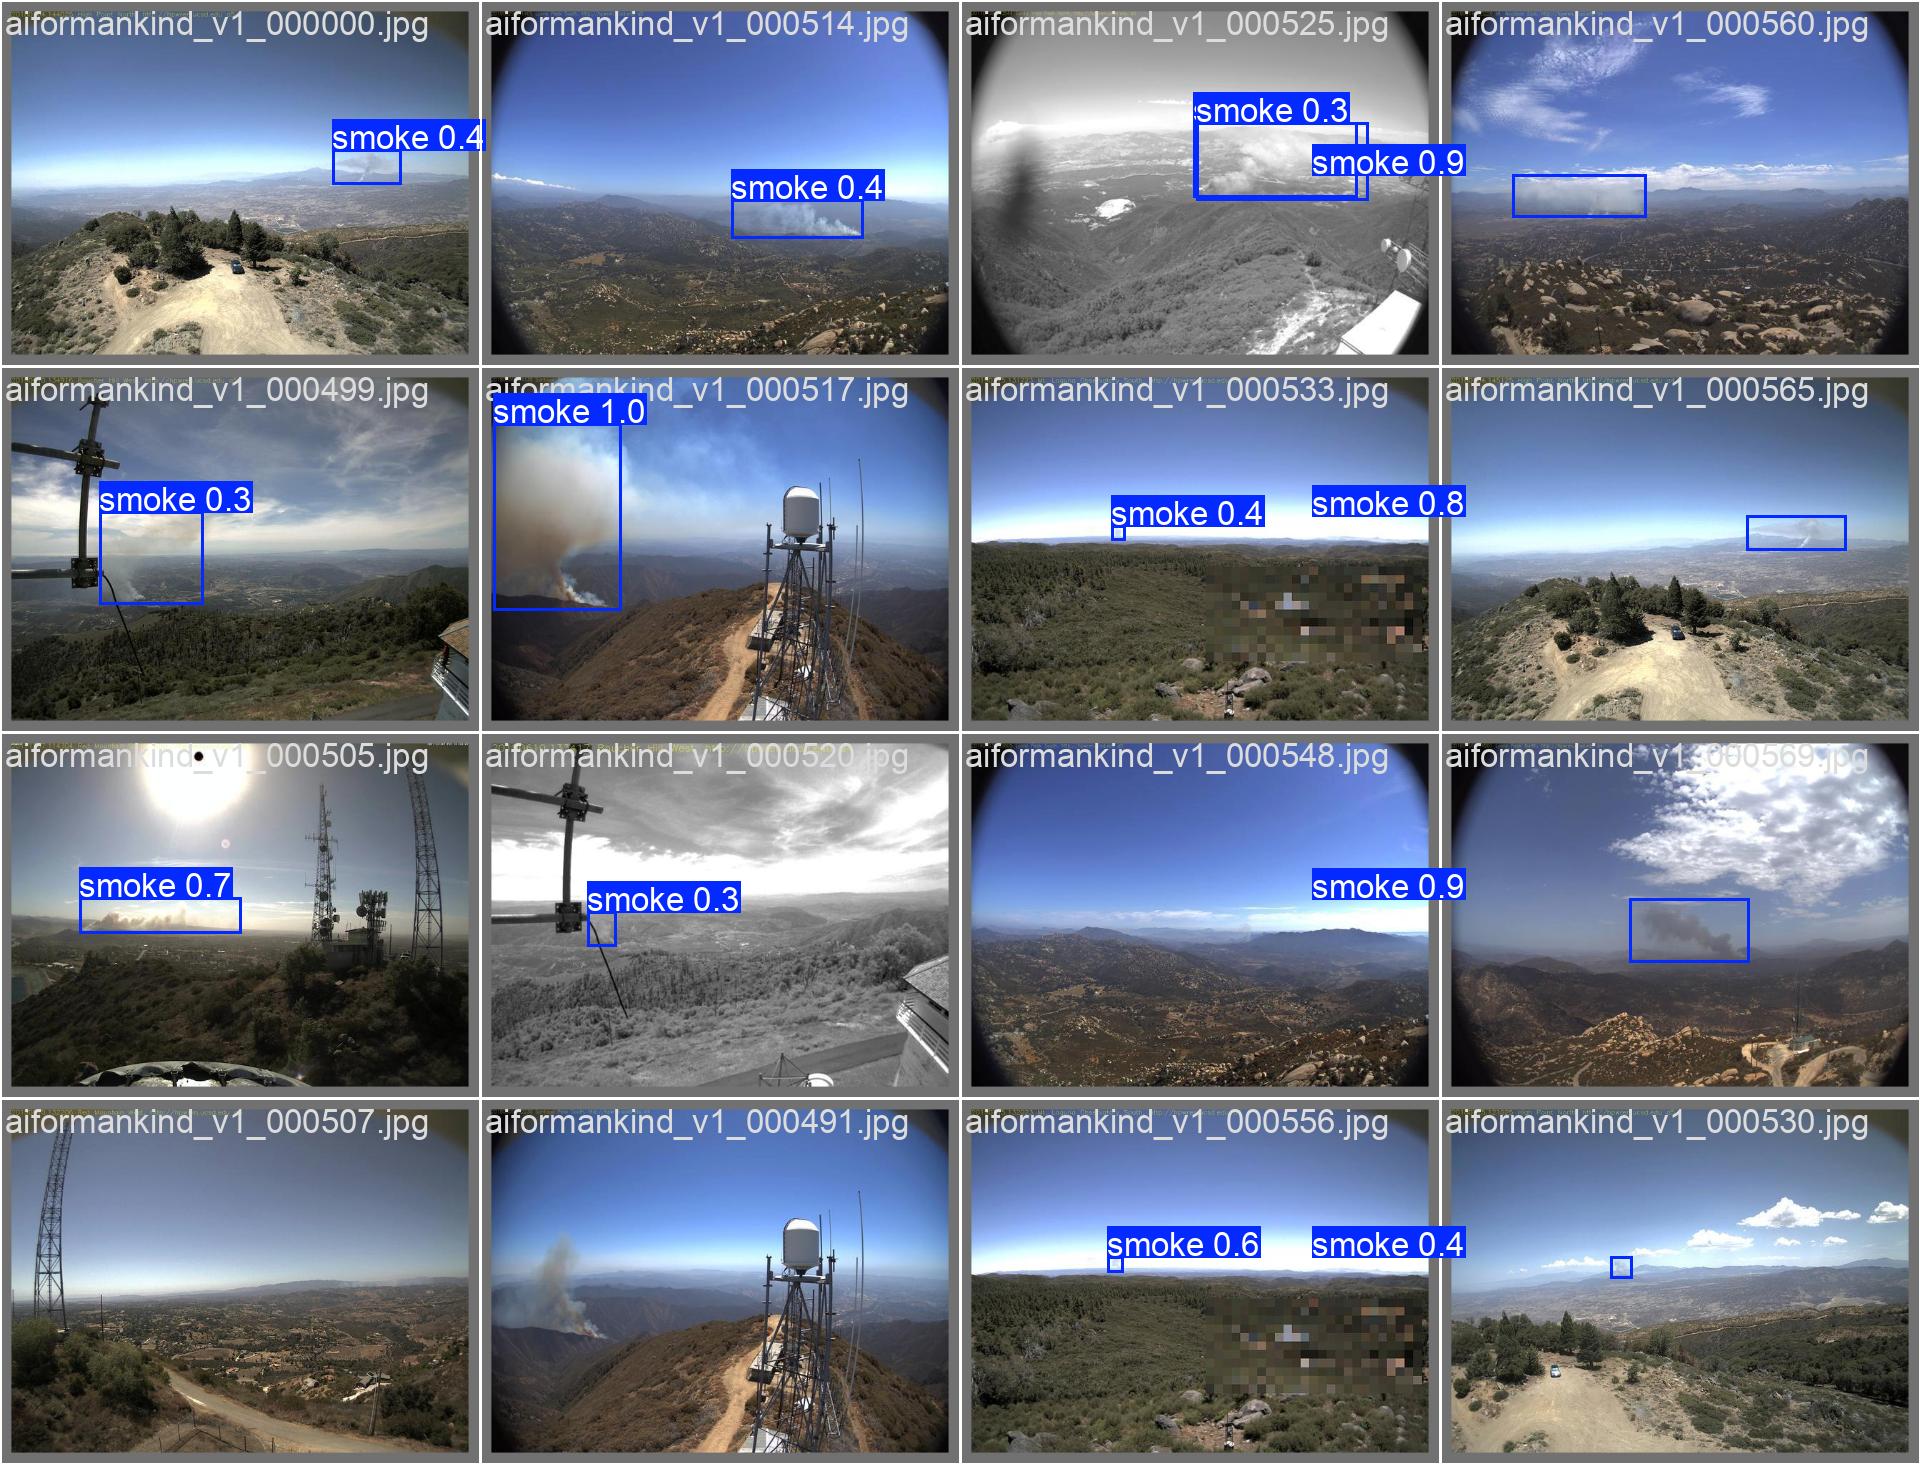 aiformankind_v1_000000.jpg
aiformankind_v1_000514.jpg
aiformankind_v1_000525.jpg
aiformankind_v1_000560.jpg
smoke 0.4
smoke 0.4
smoke 0.3
smoke 0.9
aiformankind_v1_000499.jpg
aiformankind_v1_000517.jpg
aiformankind_v1_000533.jpg
aiformankind_v1_000565.jpg
smoke 0.3
smoke 1.0
smoke 0.4
smoke 0.8
aiformankind_v1_000505.jpg
aiformankind_v1_000520.jpg
aiformankind_v1_000548.jpg
aiformankind_v1_000569.jpg
smoke 0.7
smoke 0.3
smoke 0.9
aiformankind_v1_000507.jpg
aiformankind_v1_000491.jpg
aiformankind_v1_000556.jpg
aiformankind_v1_000530.jpg
smoke 0.6
smoke 0.4